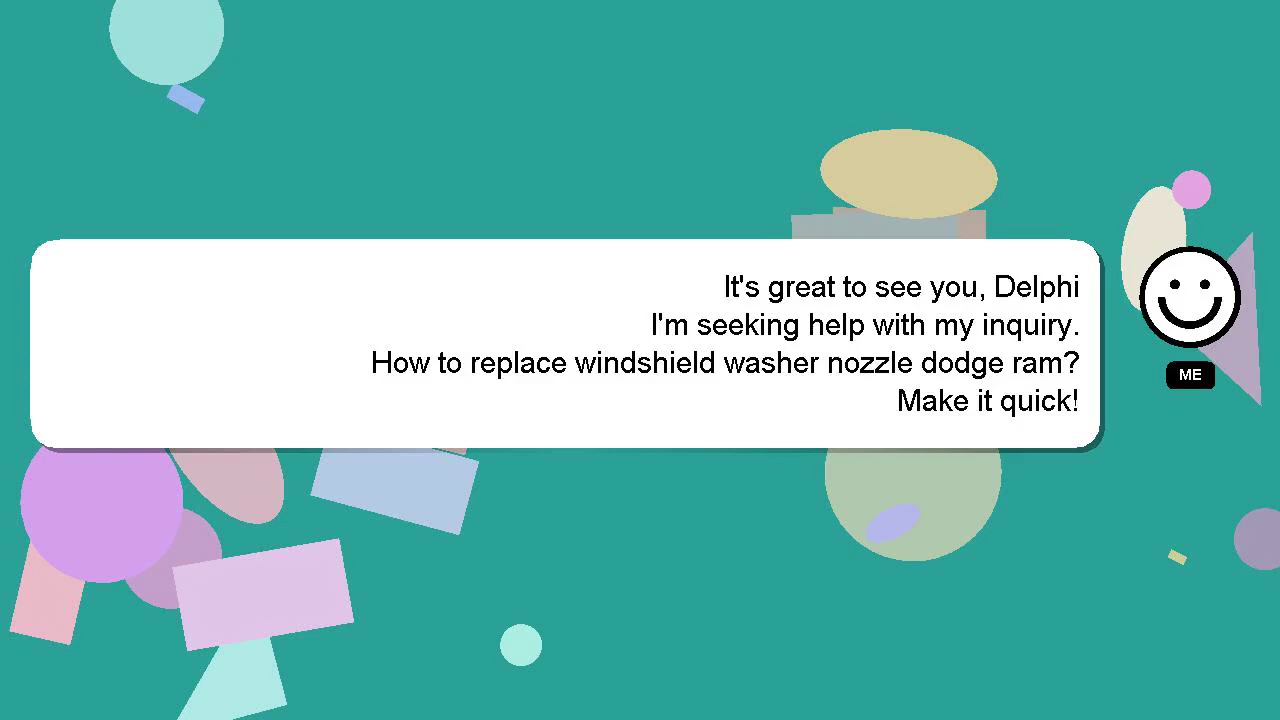 It's great to see you, Delphi
I'm seeking help with my inquiry.
How to replace windshield washer nozzle dodge ram?
Make it quick!
ME